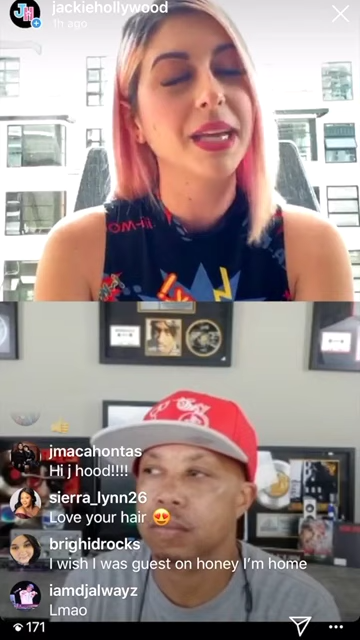 jackiehollywood
1h ago
jmacahontas
Hi j hood!!!!
sierra_lynn26
Love your hair 😍
brighidrocks
I wish I was guest on honey I'm home
iamdjalwayz
Lmao
171